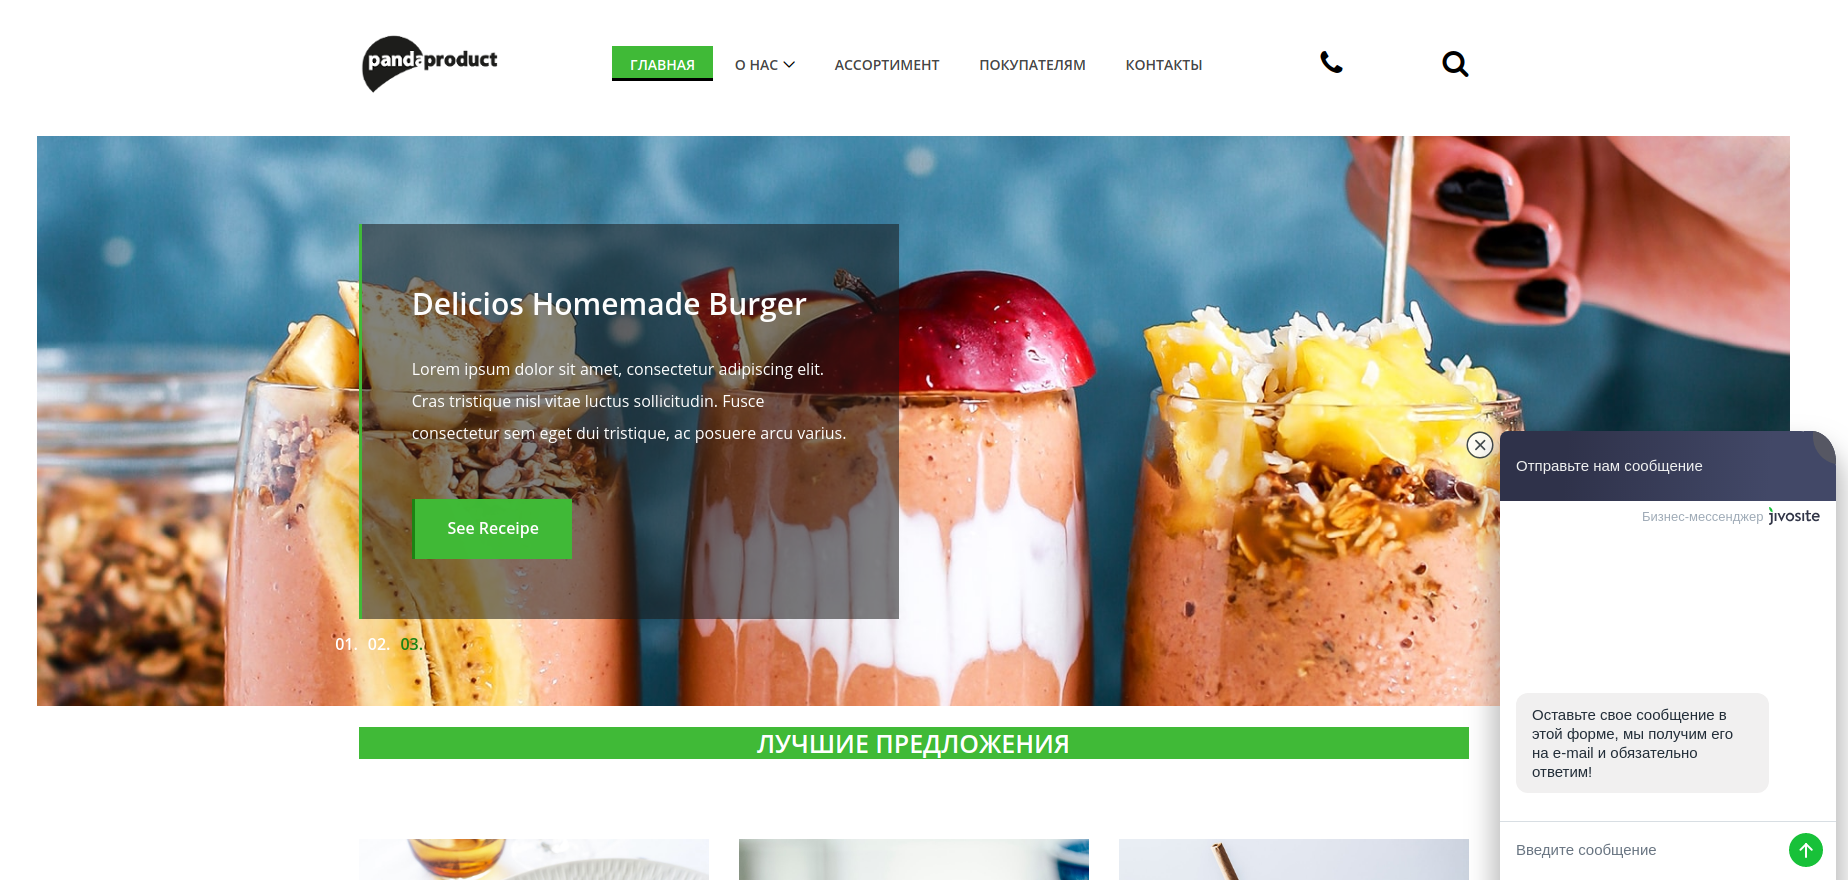 pandaproduct
ГЛАВНАЯ
О НАС
АССОРТИМЕНТ
ПОКУПАТЕЛЯМ
КОНТАКТЫ
Delicios Homemade Burger
Lorem ipsum dolor sit amet, consectetur adipiscing elit.
Cras tristique nisl vitae luctus sollicitudin. Fusce
consectetur sem eget dui tristique, ac posuere arcu varius.
See Receipe
01. 02. 03.
ЛУЧШИЕ ПРЕДЛОЖЕНИЯ
Отправьте нам сообщение
Бизнес-мессенджер jivosite
Оставьте свое сообщение в
этой форме, мы получим его
на e-mail и обязательно
ответим!
Введите сообщение